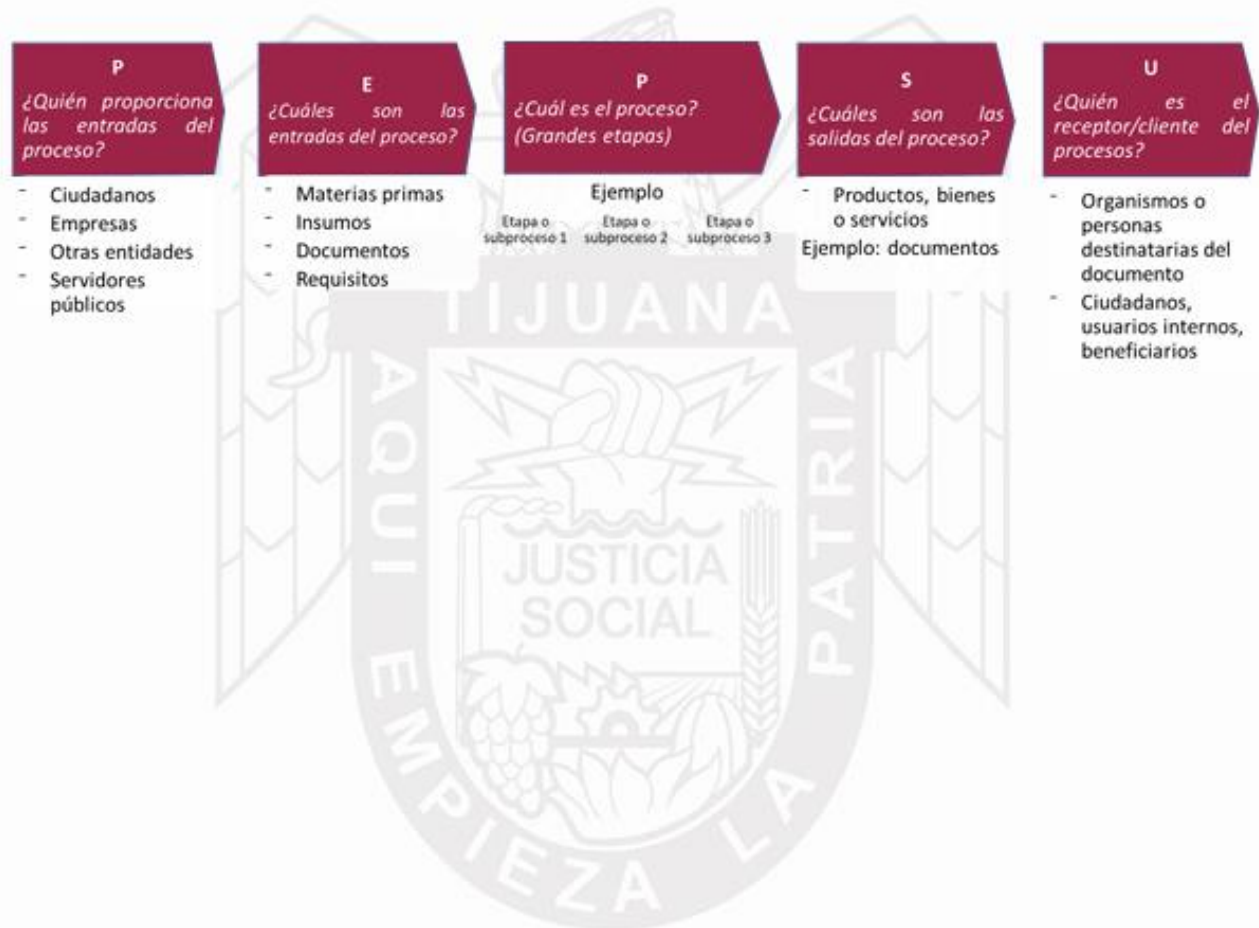 P
¿Quién proporciona
las entradas del
proceso?
- Ciudadanos
- Empresas
- Otras entidades
- Servidores
públicos
E
¿Cuáles son las
entradas del proceso?
- Materias primas
- Insumos
- Documentos
- Requisitos
P
¿Cuál es el proceso?
(Grandes etapas)
Ejemplo
Etapa o
subproceso 1
Etapa o
subproceso 2
Etapa o
subproceso 3
S
¿Cuáles son las
salidas del proceso?
- Productos, bienes
o servicios
Ejemplo: documentos
U
¿Quién es el
receptor/cliente del
procesos?
- Organismos o
personas
destinatarias del
documento
- Ciudadanos,
usuarios internos,
beneficiarios
TIJUANA
AQUI EMPIEZA LA PATRIA
JUSTICIA
SOCIAL